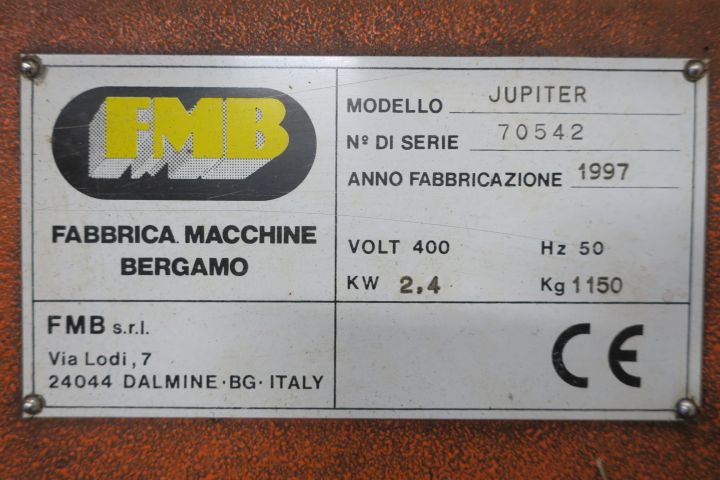 FMB
FABBRICA MACCHINE
BERGAMO
MODELLO JUPITER
Nº DI SERIE 70542
ANNO FABBRICAZIONE 1997
VOLT 400 Hz 50
KW 2.4 Kg 1150
FMB s.r.l.
Via Lodi, 7
24044 DALMINE·BG·ITALY
CE